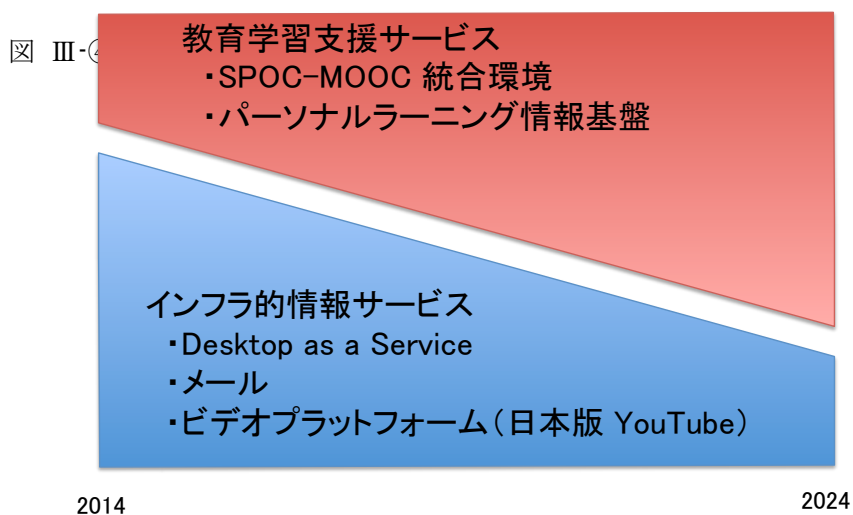 教育学習支援サービス
図 Ⅲ-
・SPOC-MOOC 統合環境
・パーソナルラーニング情報基盤
インフラ的情報サービス
・Desktop as a Service
・メール
・ビデオプラットフォーム（日本版 YouTube）
2014
2024